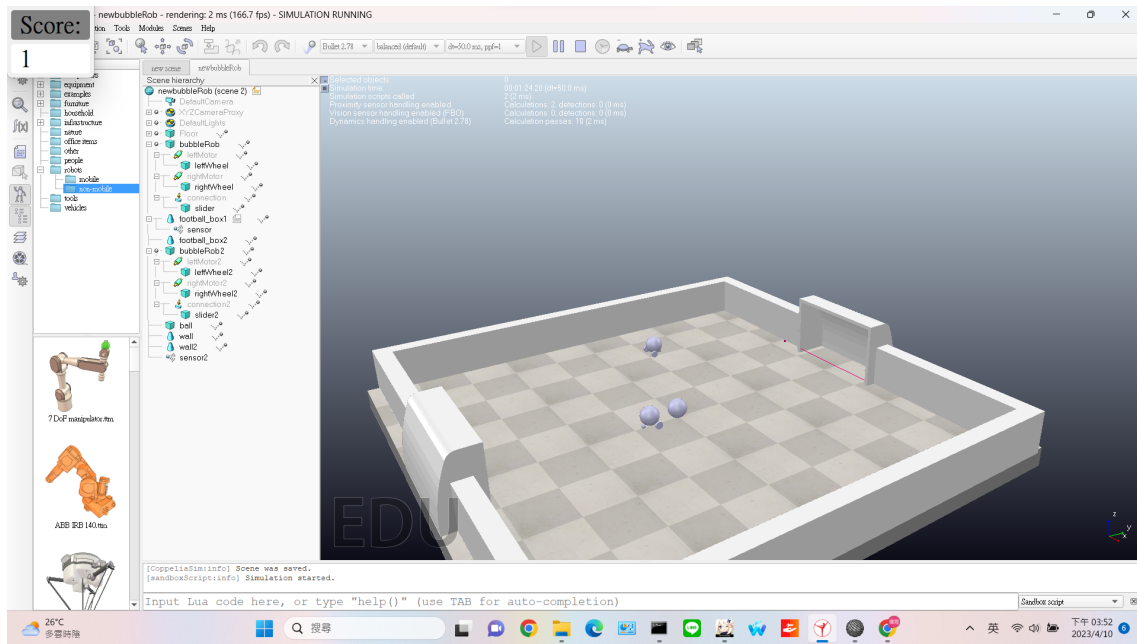 Score:
1
newbubbleRob - rendering: 2 ms (166.7 fps) - SIMULATION RUNNING
tion Tools Modules Scenes Help
Bullet 2.78 balanced (default) dt=50.0 ms, ppf=1
new scene newbubbleRob
equipment
examples
furniture
household
infrastructure
nature
office items
other
people
robots
mobile
non-mobile
tools
vehicles
7 DoF manipulator.ttm
ABB IRB 140.ttm
Scene hierarchy
newbubbleRob (scene 2)
DefaultCamera
XYZCameraProxy
DefaultLights
Floor
bubbleRob
leftMotor
leftWheel
rightMotor
rightWheel
connection
slider
football_box1
sensor
football_box2
bubbleRob2
leftMotor2
leftWheel2
rightMotor2
rightWheel2
connection2
slider2
ball
wall
wall2
sensor2
Selected objects 0
Simulation time 00:01:24.20 (dt=50.0 ms)
Simulation scripts called 2 (2 ms)
Proximity sensor handling enabled Calculations: 2, detections: 0 (0 ms)
Vision sensor handling enabled (FBO) Calculations: 0, detections: 0 (0 ms)
Dynamics handling enabled (Bullet 2.78) Calculation passes: 10 (2 ms)
EDU
z
y
x
[CoppeliaSim:info] Scene was saved.
[sandboxScript:info] Simulation started.
Input Lua code here, or type "help()" (use TAB for auto-completion)
Sandbox script
26°C
多雲時陰
搜尋
英
下午 03:52
2023/4/10
6